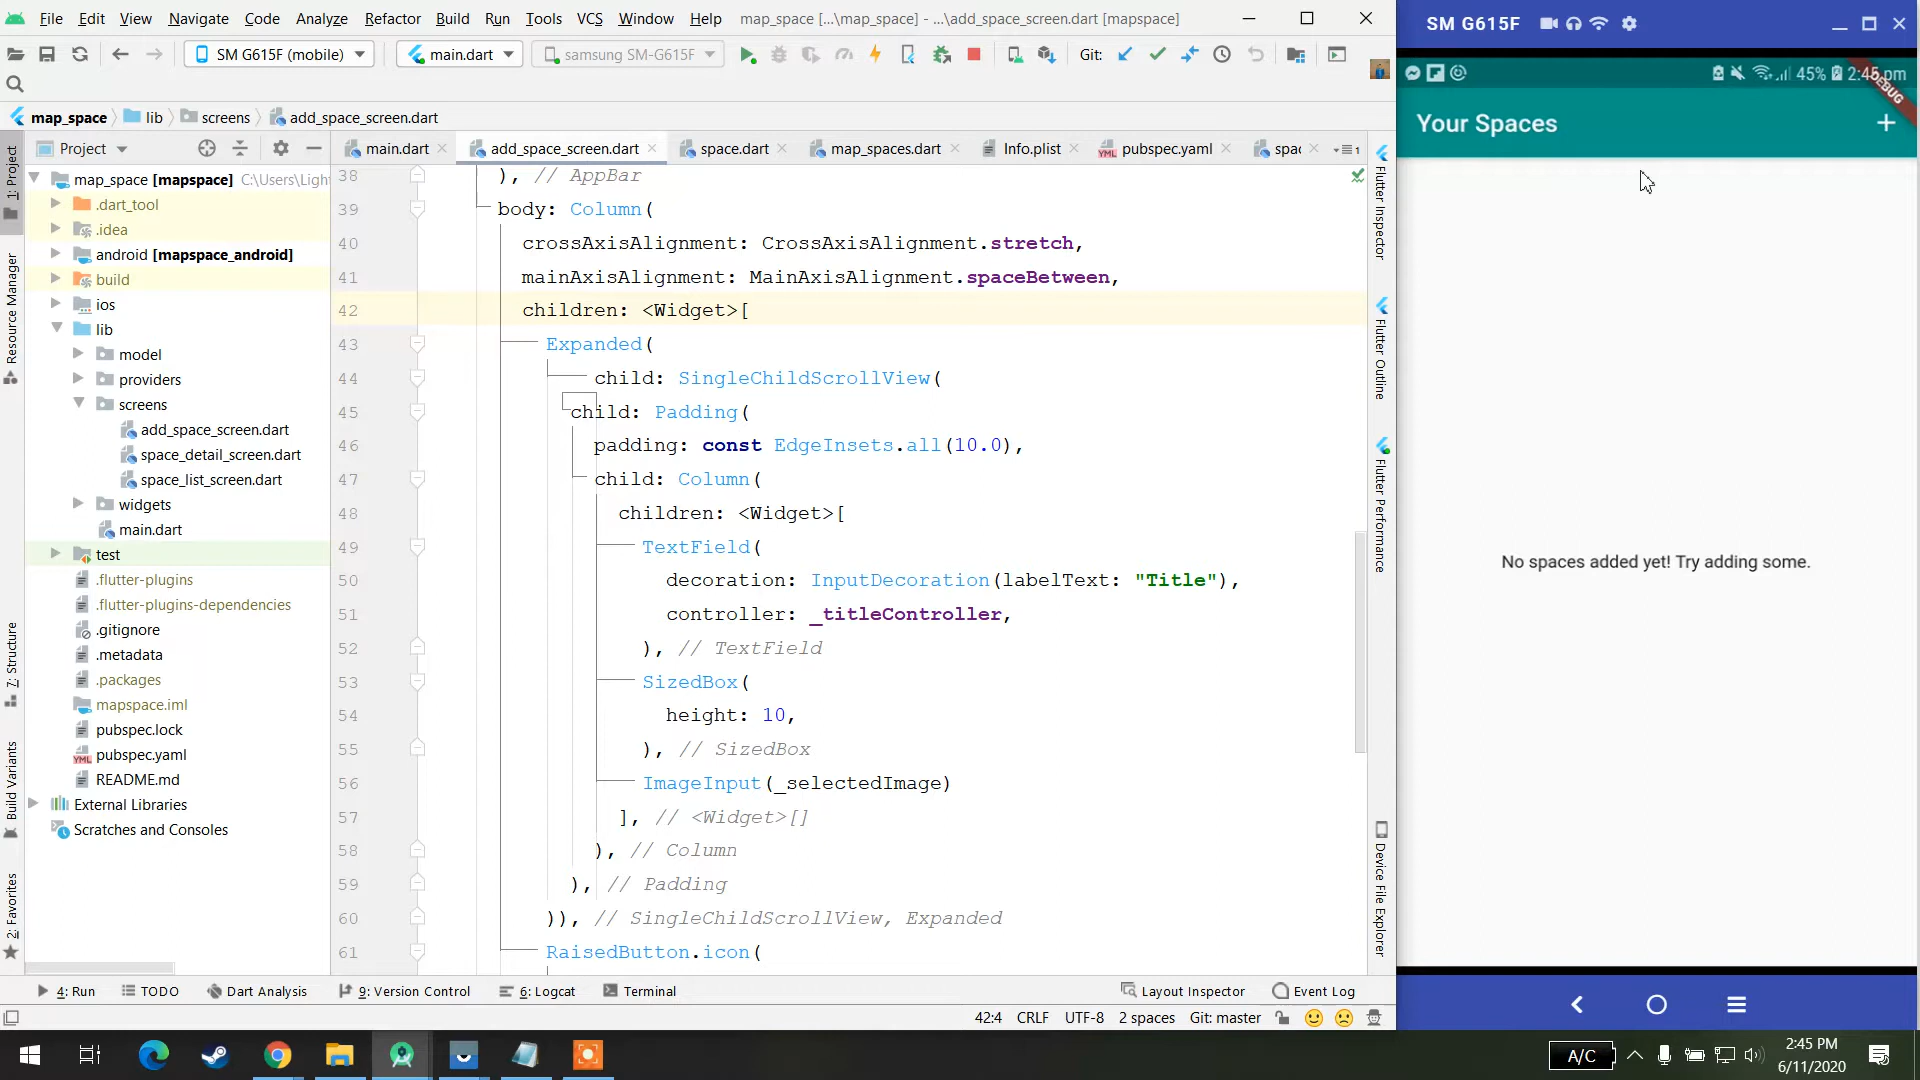 File Edit View Navigate Code Analyze Refactor Build Run Tools VCS Window Help map_space [...\map_space] - ...\add_space_screen.dart [mapspace]
SM G615F (mobile) main.dart samsung SM-G615F Git:
map_space lib screens add_space_screen.dart
Project
main.dart add_space_screen.dart space.dart map_spaces.dart Info.plist pubspec.yaml spac
map_space [mapspace] C:\Users\Ligh
.dart_tool
.idea
android [mapspace_android]
build
ios
lib
model
providers
screens
add_space_screen.dart
space_detail_screen.dart
space_list_screen.dart
widgets
main.dart
test
.flutter-plugins
.flutter-plugins-dependencies
.gitignore
.metadata
.packages
mapspace.iml
pubspec.lock
pubspec.yaml
README.md
External Libraries
Scratches and Consoles
1: Project
Resource Manager
7: Structure
Build Variants
2: Favorites
38 ), // AppBar
39 body: Column(
40 crossAxisAlignment: CrossAxisAlignment.stretch,
41 mainAxisAlignment: MainAxisAlignment.spaceBetween,
42 children: <Widget>[
43 Expanded(
44 child: SingleChildScrollView(
45 child: Padding(
46 padding: const EdgeInsets.all(10.0),
47 child: Column(
48 children: <Widget>[
49 TextField(
50 decoration: InputDecoration(labelText: "Title"),
51 controller: _titleController,
52 ), // TextField
53 SizedBox(
54 height: 10,
55 ), // SizedBox
56 ImageInput(_selectedImage)
57 ], // <Widget>[]
58 ), // Column
59 ), // Padding
60 )), // SingleChildScrollView, Expanded
61 RaisedButton.icon(
Flutter Inspector
Flutter Outline
Flutter Performance
Device File Explorer
4: Run TODO Dart Analysis 9: Version Control 6: Logcat Terminal Layout Inspector Event Log
42:4 CRLF UTF-8 2 spaces Git: master
SM G615F
45% 2:45 pm
DEBUG
Your Spaces +
No spaces added yet! Try adding some.
A/C
2:45 PM
6/11/2020